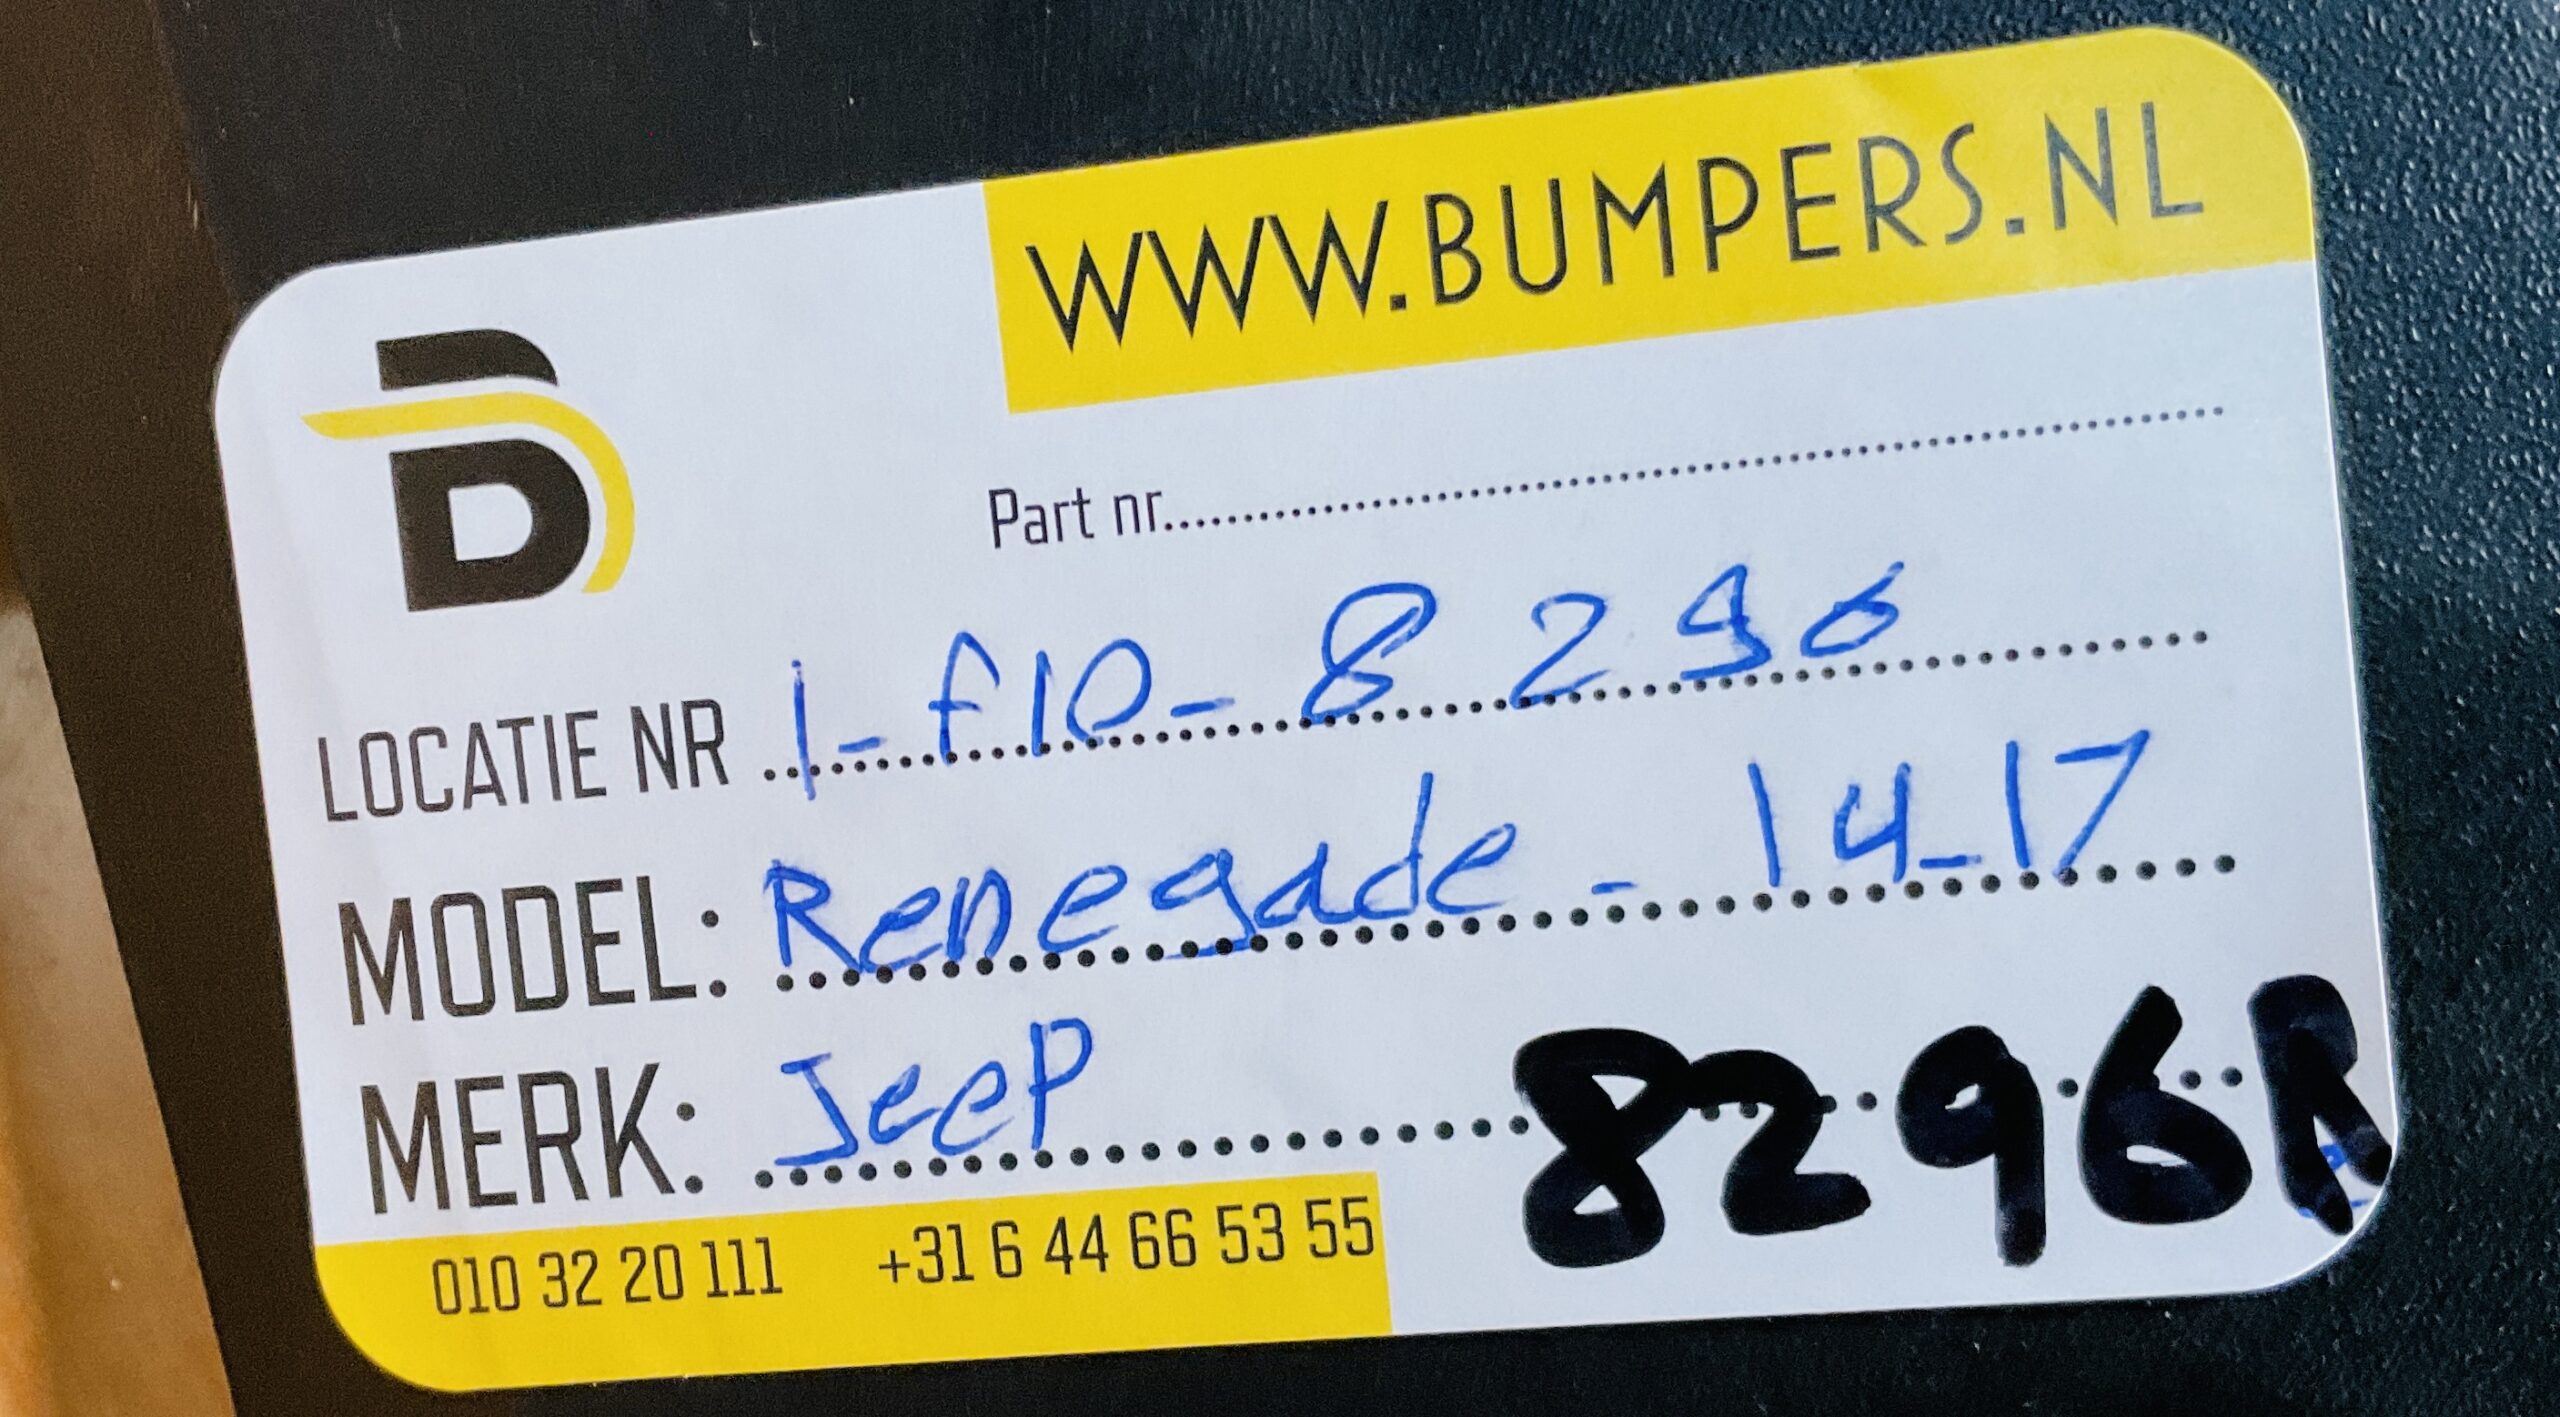 WWW.BUMPERS.NL
B
Part nr...............
LOCATIE NR 1-f10-8296
MODEL: Renegade-14-17
MERK: JeeP
8296R
010 32 20 111 +31 6 44 66 53 55